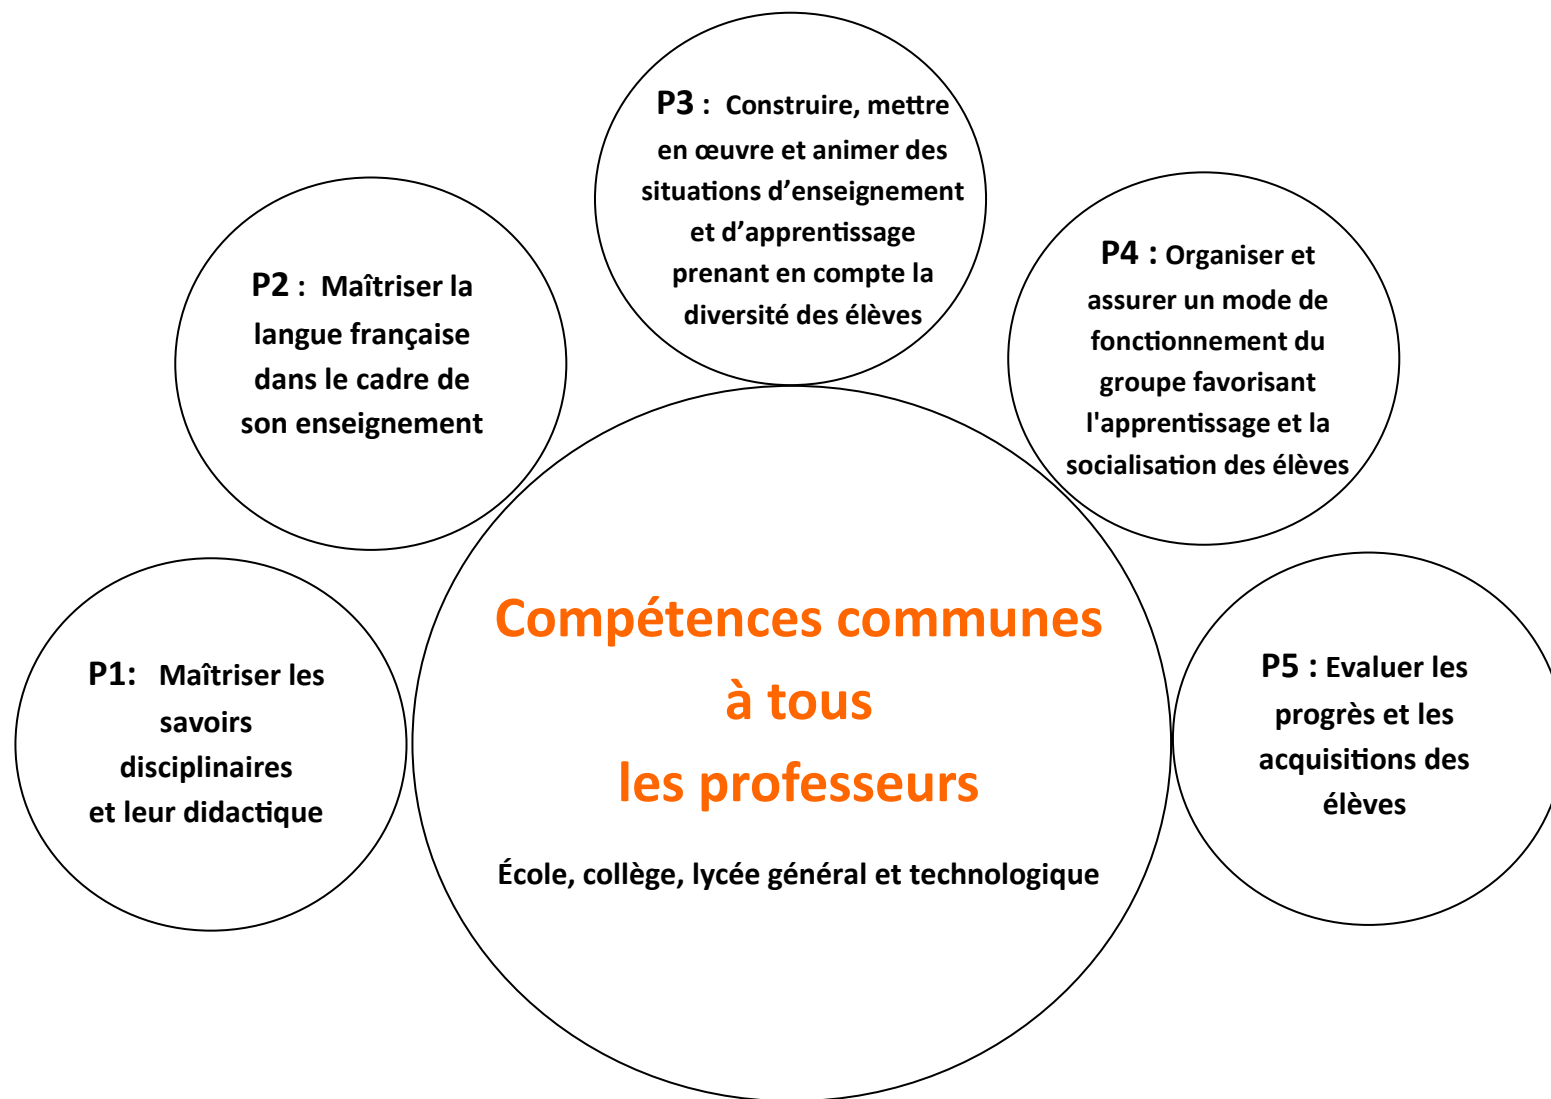 P1: Maîtriser les
savoirs
disciplinaires
et leur didactique
P2 : Maîtriser la
langue française
dans le cadre de
son enseignement
P3 : Construire, mettre
en œuvre et animer des
situations d’enseignement
et d’apprentissage
prenant en compte la
diversité des élèves
P4 : Organiser et
assurer un mode de
fonctionnement du
groupe favorisant
l'apprentissage et la
socialisation des élèves
P5 : Evaluer les
progrès et les
acquisitions des
élèves
Compétences communes
à tous
les professeurs
École, collège, lycée général et technologique